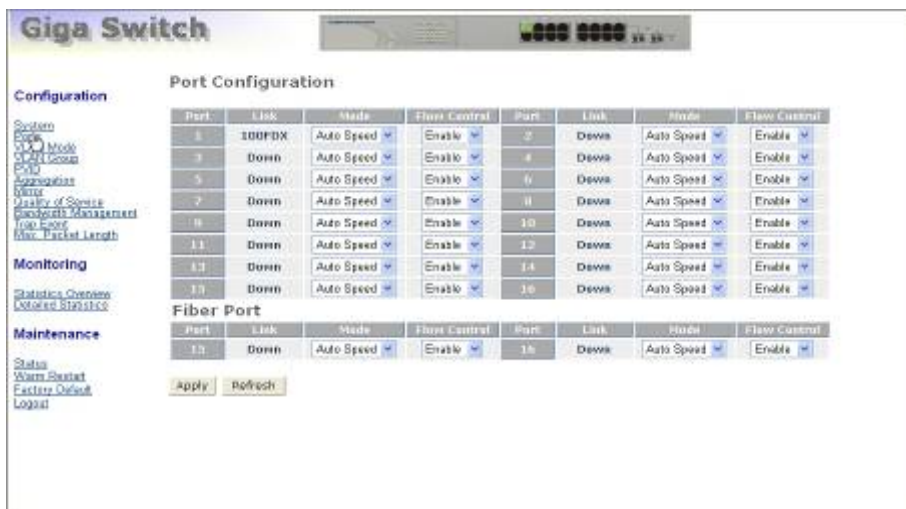 Giga Switch
Port Configuration
Configuration
System
Ports
VLAN Mode
VLAN Group
PVID
Aggregation
Mirror
Quality of Service
Bandwidth Management
Trap Event
Max. Packet Length
Monitoring
Statistics Overview
Detailed Statistics
Maintenance
Status
Warm Restart
Factory Default
Logout
Port Link Mode Flow Control Port Link Mode Flow Control
1 100FDX Auto Speed Enable 2 Down Auto Speed Enable
3 Down Auto Speed Enable 4 Down Auto Speed Enable
5 Down Auto Speed Enable 6 Down Auto Speed Enable
7 Down Auto Speed Enable 8 Down Auto Speed Enable
9 Down Auto Speed Enable 10 Down Auto Speed Enable
11 Down Auto Speed Enable 12 Down Auto Speed Enable
13 Down Auto Speed Enable 14 Down Auto Speed Enable
15 Down Auto Speed Enable 16 Down Auto Speed Enable
Fiber Port
Port Link Mode Flow Control Port Link Mode Flow Control
15 Down Auto Speed Enable 16 Down Auto Speed Enable
Apply Refresh